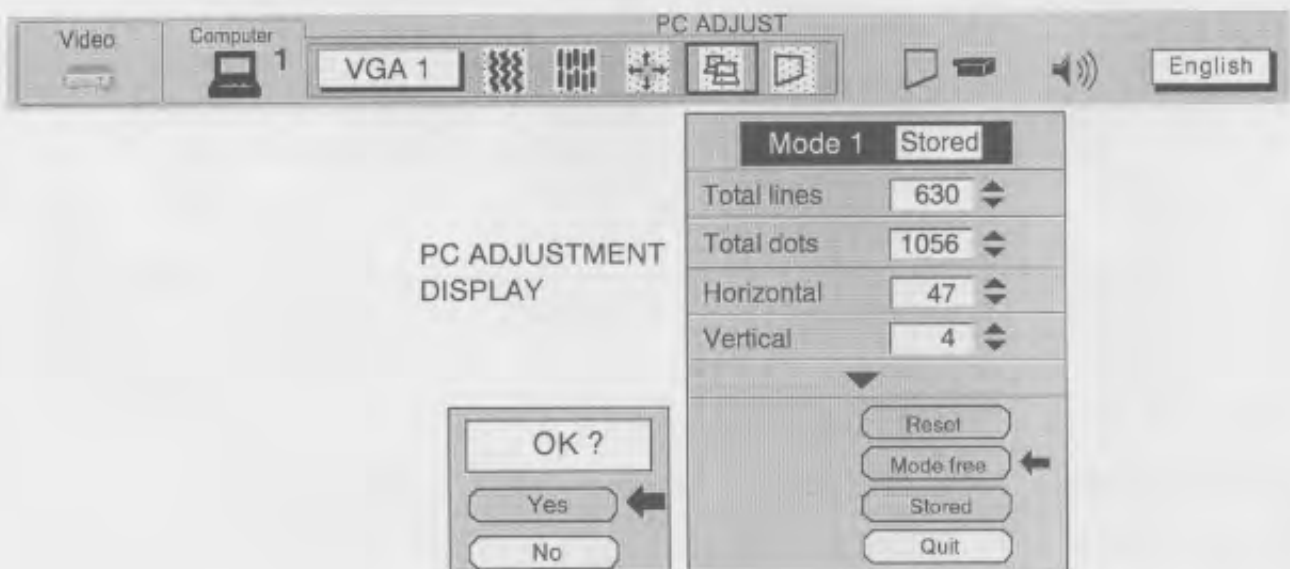 PC ADJUST
Video
Computer
1
VGA 1
English
Mode 1 Stored
Total lines 630
Total dots 1056
Horizontal 47
Vertical 4
PC ADJUSTMENT
DISPLAY
Reset
Mode free
Stored
Quit
OK ?
Yes
No